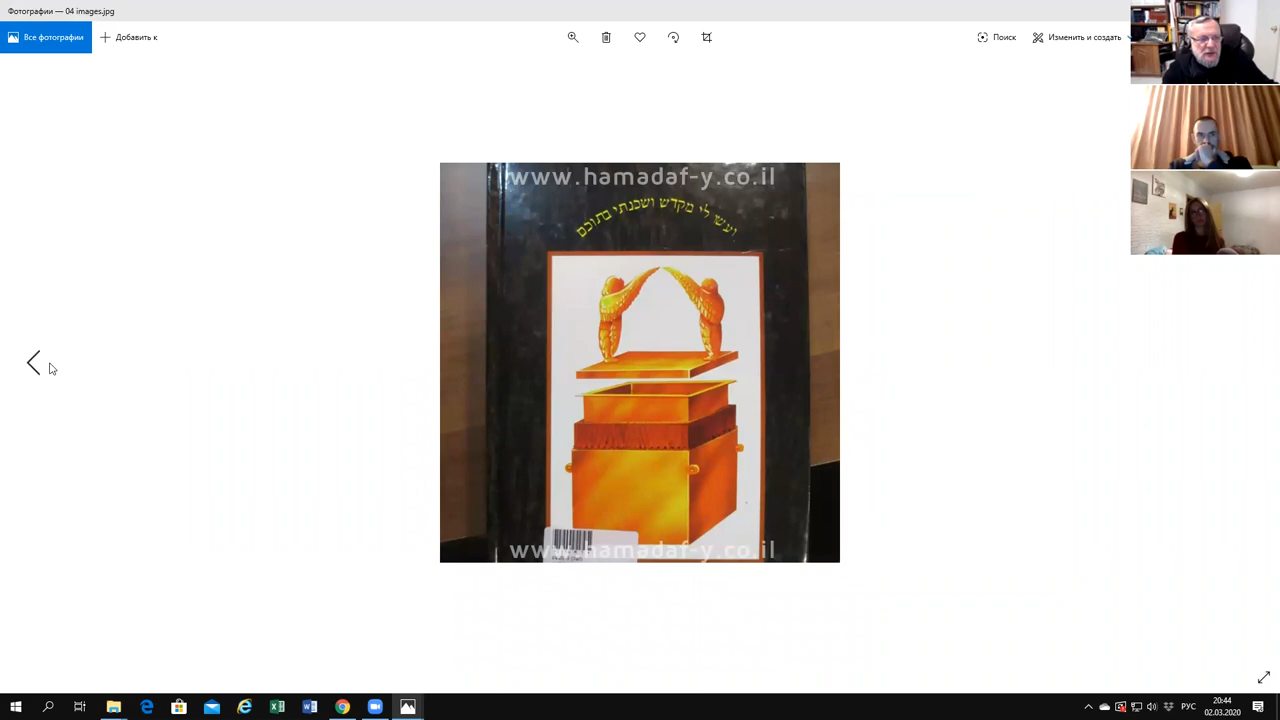 Фотографии — 04 images.jpg
Все фотографии
Добавить к
Поиск
Изменить и создать
www.hamadaf-y.co.il
ועשו לי מקדש ושכנתי בתוכם
www.hamadaf-y.co.il
РУС
20:44
02.03.2020